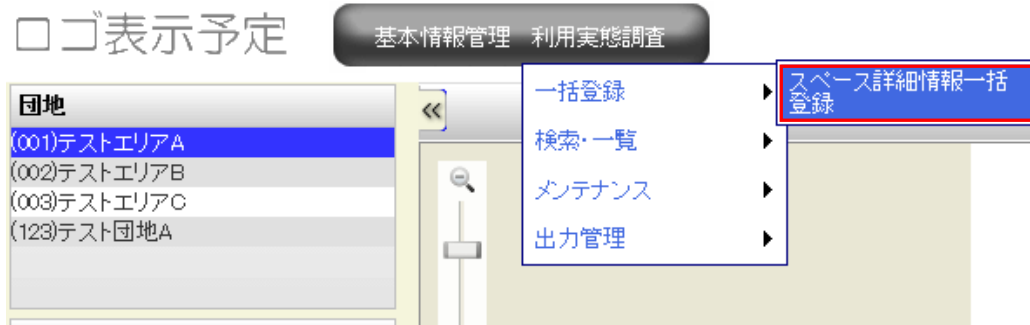 ロゴ表示予定
基本情報管理 利用実態調査
団地
(001)テストエリアA
(002)テストエリアB
(003)テストエリアC
(123)テスト団地A
一括登録
検索・一覧
メンテナンス
出力管理
スペース詳細情報一括
登録